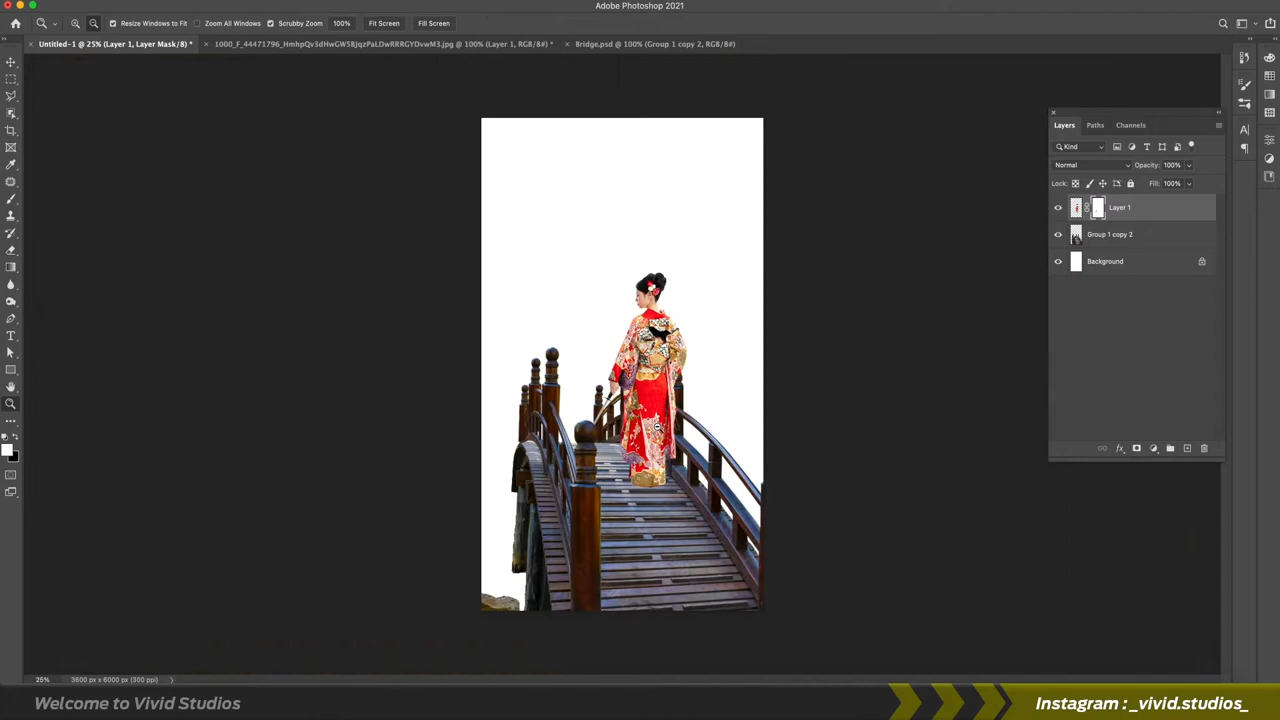 Adobe Photoshop 2021
Resize Windows to Fit Zoom All Windows Scrubby Zoom 100% Fit Screen Fill Screen
Untitled-1 @ 25% (Layer 1, Layer Mask/8) *
Bridge.psd @ 100% (Group 1 copy 2, RGB/8#)
Layers Paths Channels
Kind
Normal Opacity: 100%
Lock: Fill: 100%
Layer 1
Group 1 copy 2
Background
25% 3600 px x 6000 px (300 ppi)
Welcome to Vivid Studios
Instagram : _vivid.studios_